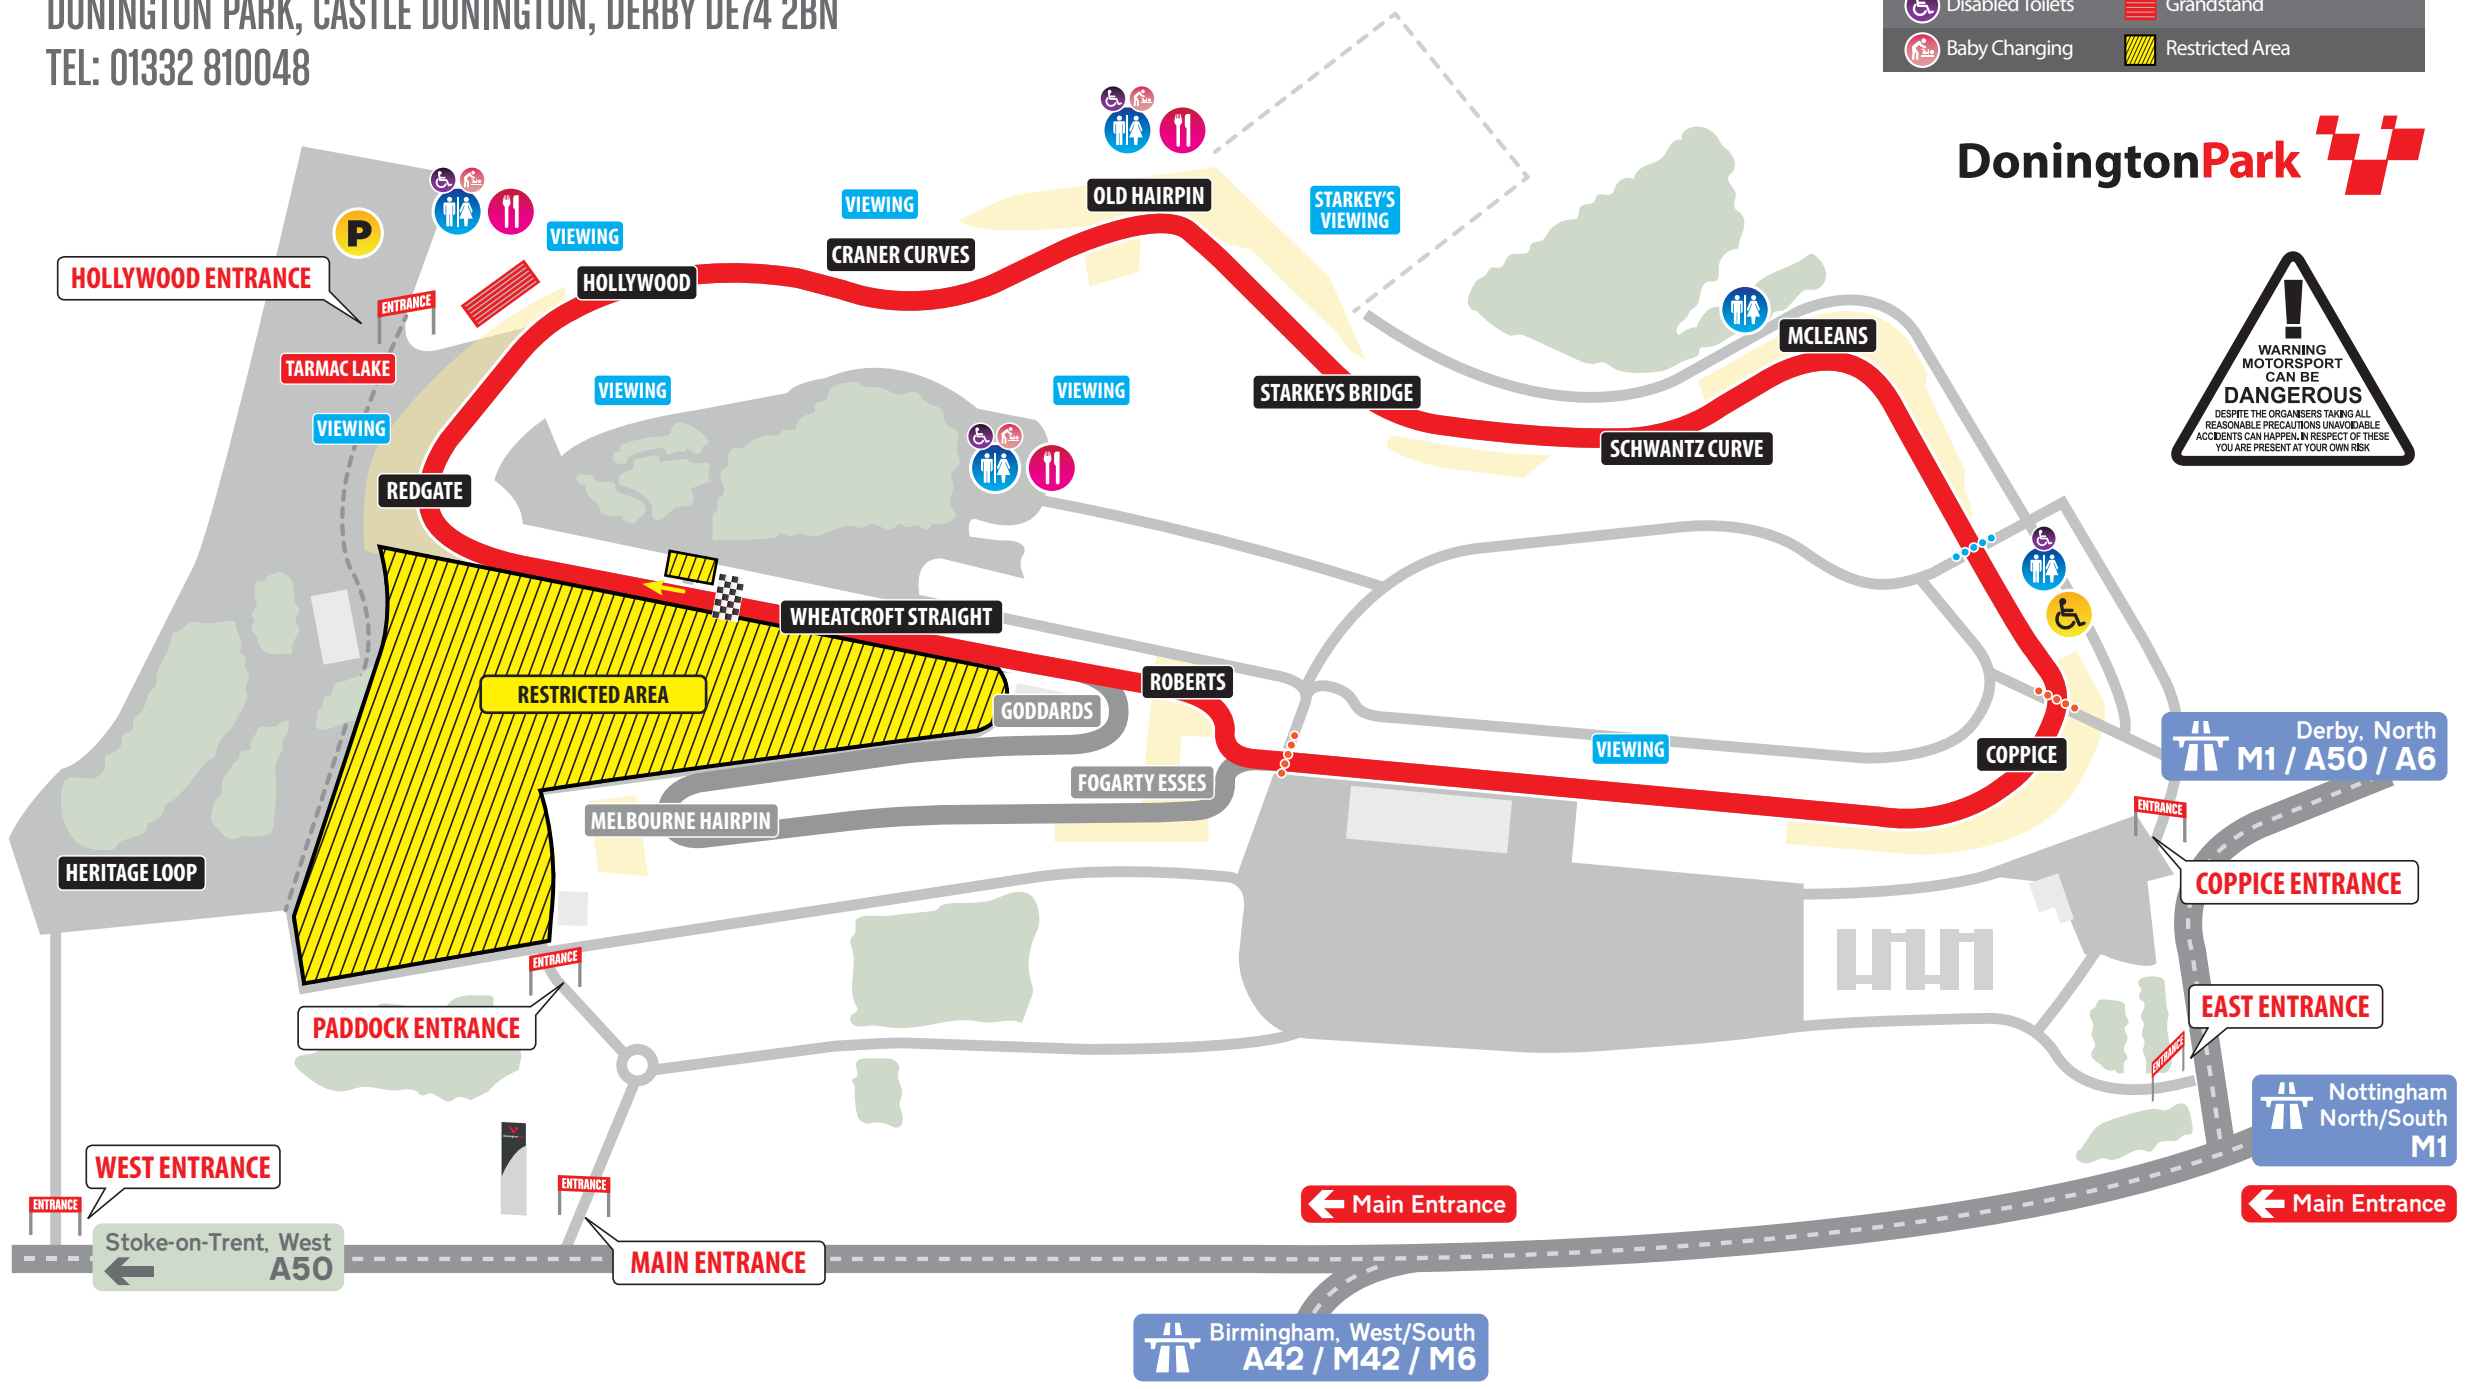 DONINGTON PARK, CASTLE DONINGTON, DERBY DE74 2BN
TEL: 01332 810048
Disabled Toilets
Grandstand
Baby Changing
Restricted Area
DoningtonPark
WARNING
MOTORSPORT
CAN BE
DANGEROUS
DESPITE THE ORGANISERS TAKING ALL
REASONABLE PRECAUTIONS UNAVOIDABLE
ACCIDENTS CAN HAPPEN. IN RESPECT OF THESE
YOU ARE PRESENT AT YOUR OWN RISK
OLD HAIRPIN
VIEWING
STARKEY'S
VIEWING
P
VIEWING
CRANER CURVES
HOLLYWOOD
HOLLYWOOD ENTRANCE
ENTRANCE
TARMAC LAKE
VIEWING
VIEWING
VIEWING
STARKEYS BRIDGE
MCLEANS
SCHWANTZ CURVE
REDGATE
WHEATCROFT STRAIGHT
RESTRICTED AREA
ROBERTS
GODDARDS
FOGARTY ESSES
MELBOURNE HAIRPIN
VIEWING
COPPICE
Derby, North
M1 / A50 / A6
ENTRANCE
COPPICE ENTRANCE
HERITAGE LOOP
ENTRANCE
PADDOCK ENTRANCE
EAST ENTRANCE
ENTRANCE
Nottingham
North/South
M1
WEST ENTRANCE
ENTRANCE
ENTRANCE
Main Entrance
Main Entrance
Stoke-on-Trent, West
A50
MAIN ENTRANCE
Birmingham, West/South
A42 / M42 / M6